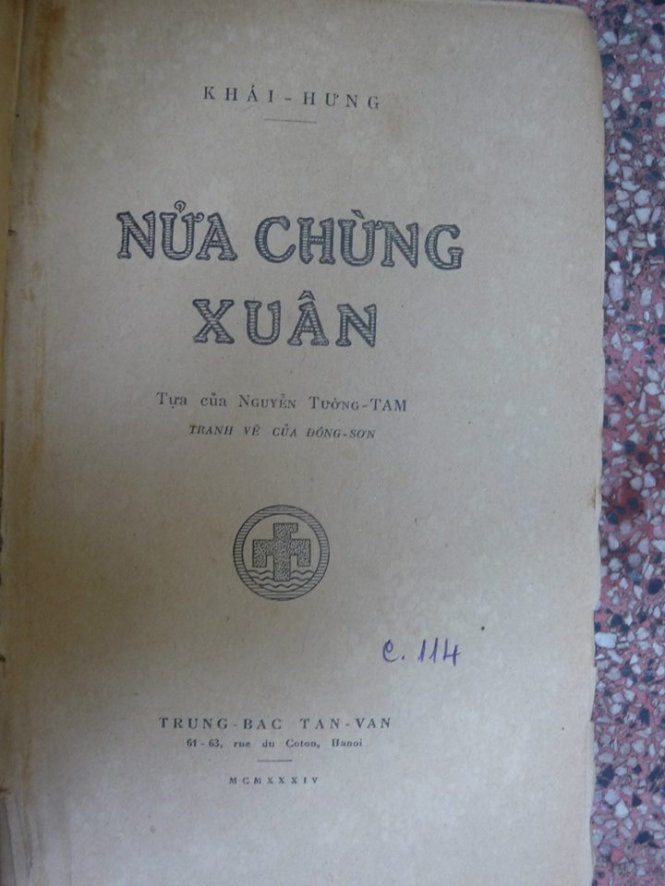 KHÁI-HƯNG
NỬA CHỪNG
XUÂN
Tựa của NGUYỄN TƯỜNG-TAM
TRANH VẼ CỦA ĐÔNG-SƠN
C. 114
TRUNG-BAC TAN-VAN
61-63, rue du Coton, Hanoi
MCMXXXIV